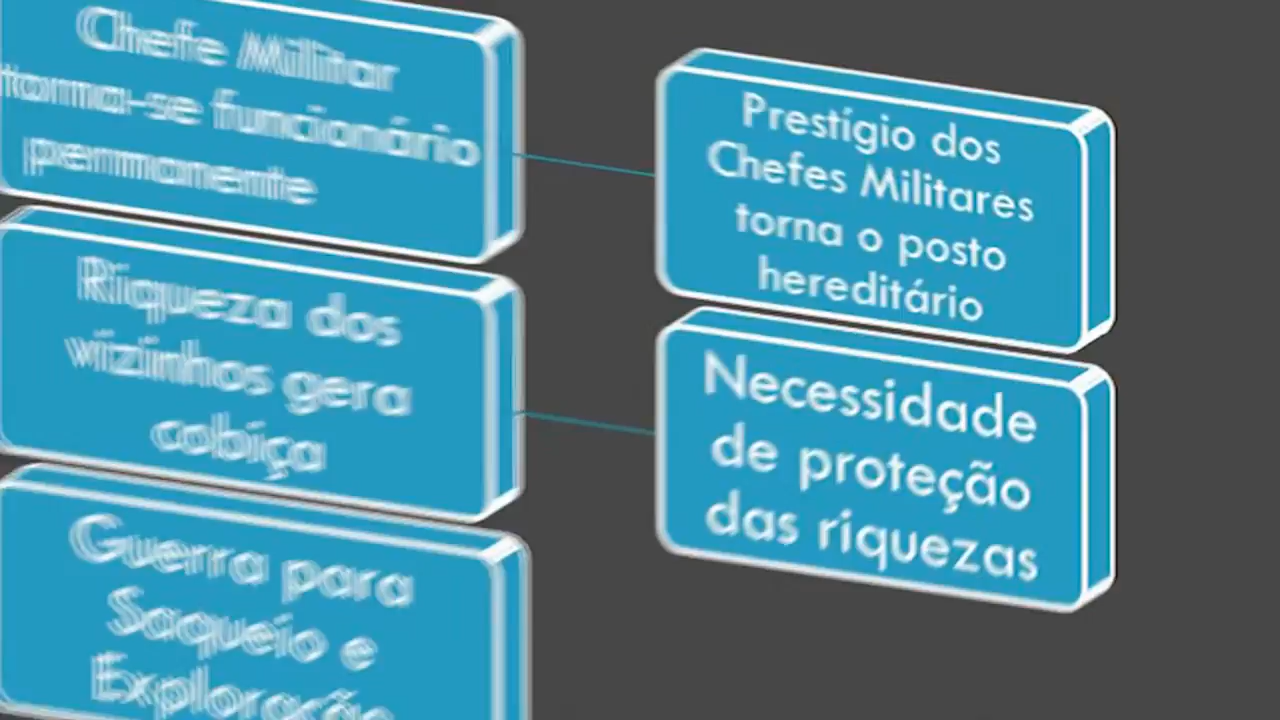 Chefe Militar
torna-se funcionário
permanente
Prestígio dos
Chefes Militares
torna o posto
hereditário
Riqueza dos
vizinhos gera
cobiça
Necessidade
de proteção
das riquezas
Guerra para
Saqueio e
Exploração